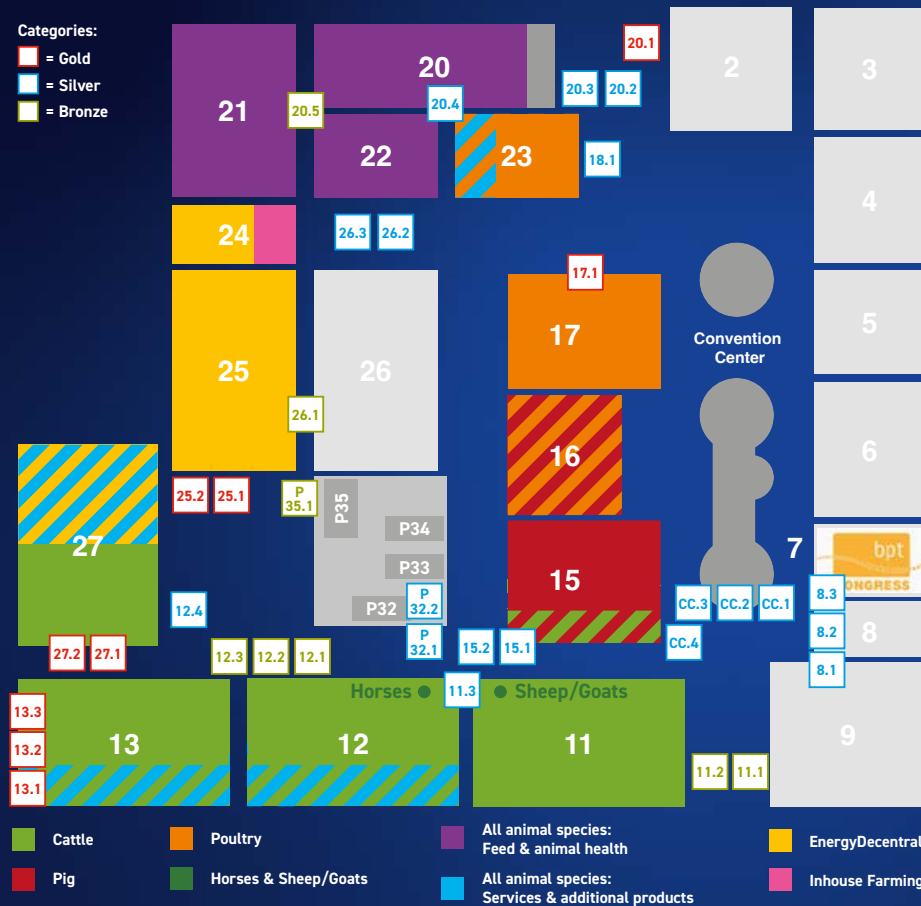 Categories:
= Gold
= Silver
= Bronze
20.1
2
3
20
21
20.3
20.2
20.4
20.5
22
23
18.1
4
24
26.3
26.2
17.1
5
17
Convention
Center
25
26
26.1
16
6
25.2
25.1
P
35.1
P35
P34
27
7
bpt
ONGRESS
P33
15
12.4
P32
P
32.2
CC.3
CC.2
CC.1
8.3
8
8.2
P
32.1
15.2
15.1
CC.4
27.2
27.1
12.3
12.2
12.1
8.1
Horses
11.3
Sheep/Goats
13.3
13.2
13
12
11
9
13.1
11.2
11.1
Cattle
Poultry
All animal species:
Feed & animal health
EnergyDecentral
Pig
Horses & Sheep/Goats
All animal species:
Services & additional products
Inhouse Farming